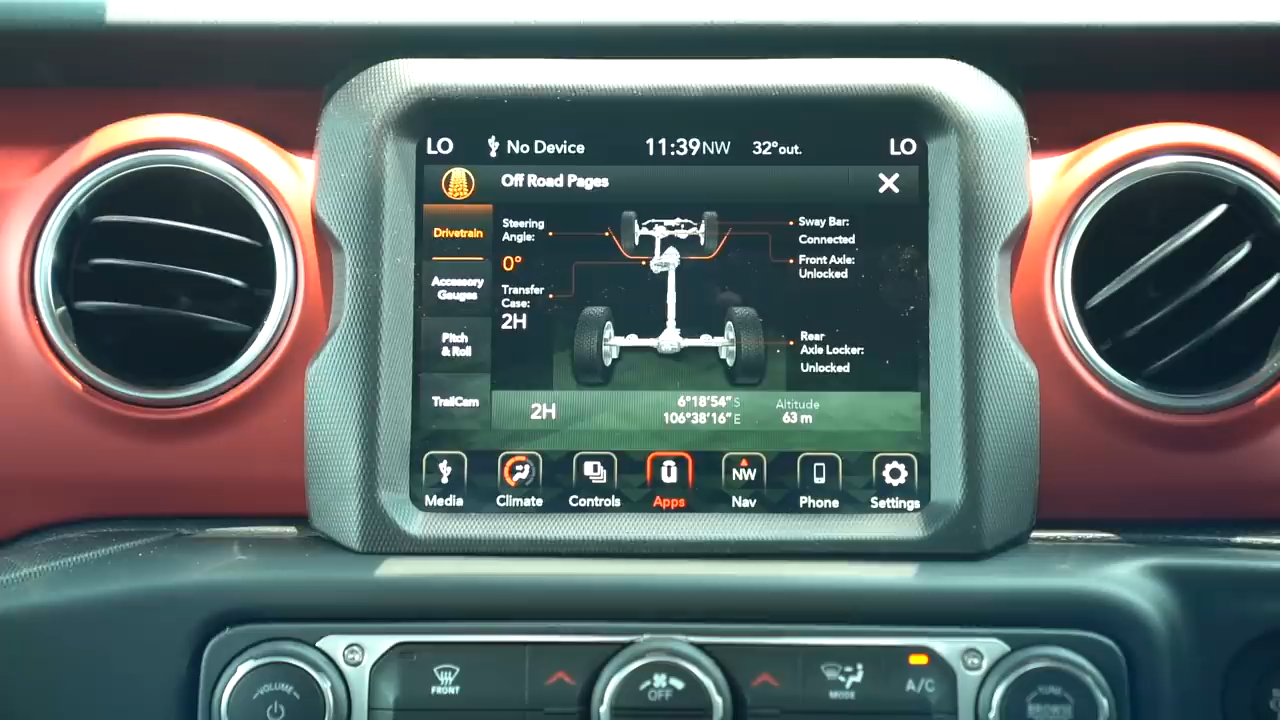 LO No Device 11:39 NW 32°out. LO
Off Road Pages
Drivetrain
Accessory
Gauges
Pitch
& Roll
TrailCam
Steering
Angle:
0°
Transfer
Case:
2H
Sway Bar:
Connected
Front Axle:
Unlocked
Rear
Axle Locker:
Unlocked
2H
6°18'54" S
106°38'16" E
Altitude
63 m
NW
Media Climate Controls Apps Nav Phone Settings
VOLUME
FRONT
OFF
MODE
A/C
TUNE
BROWSE